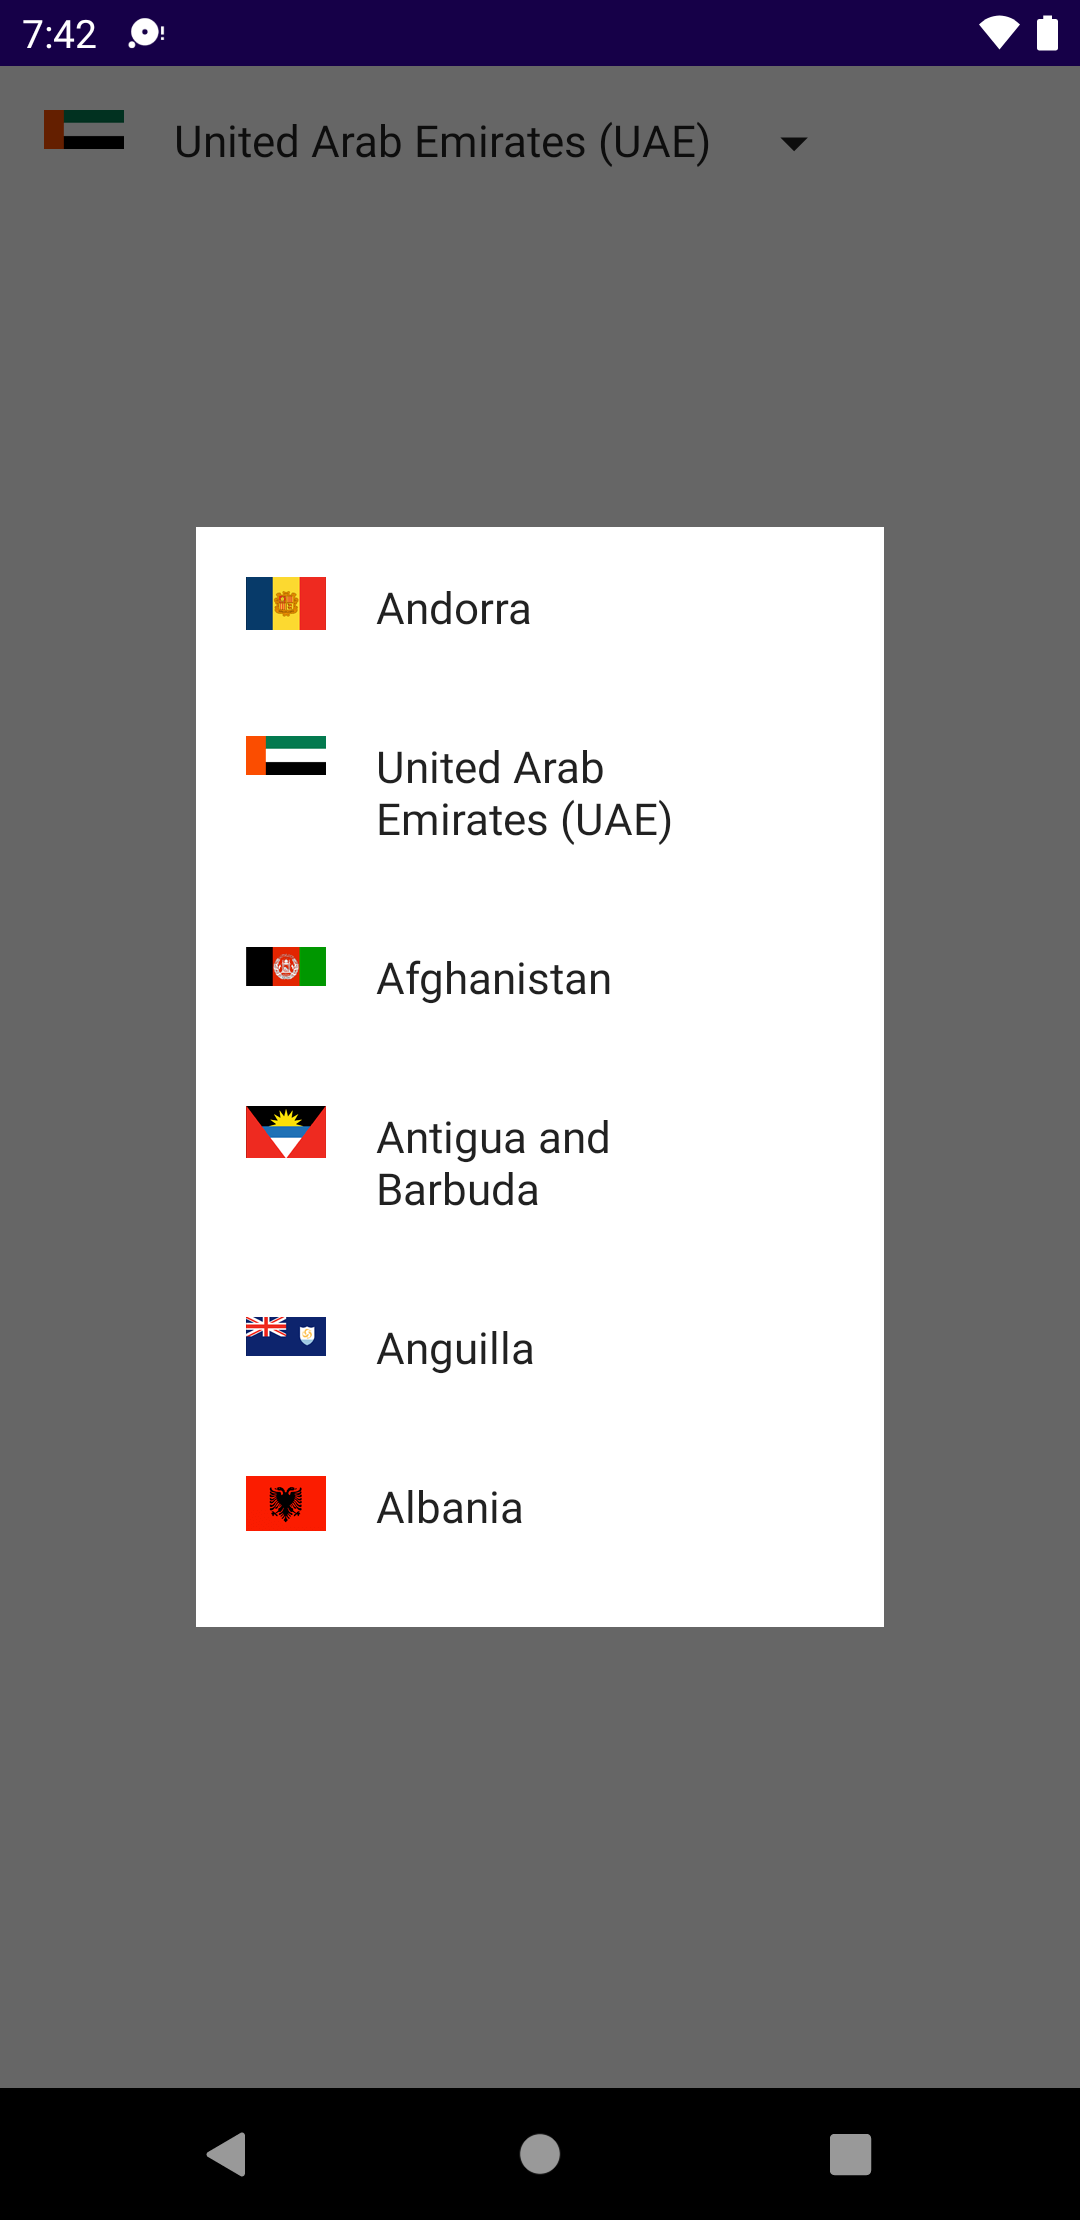 7:42
United Arab Emirates (UAE)
Andorra
United Arab
Emirates (UAE)
Afghanistan
Antigua and
Barbuda
Anguilla
Albania